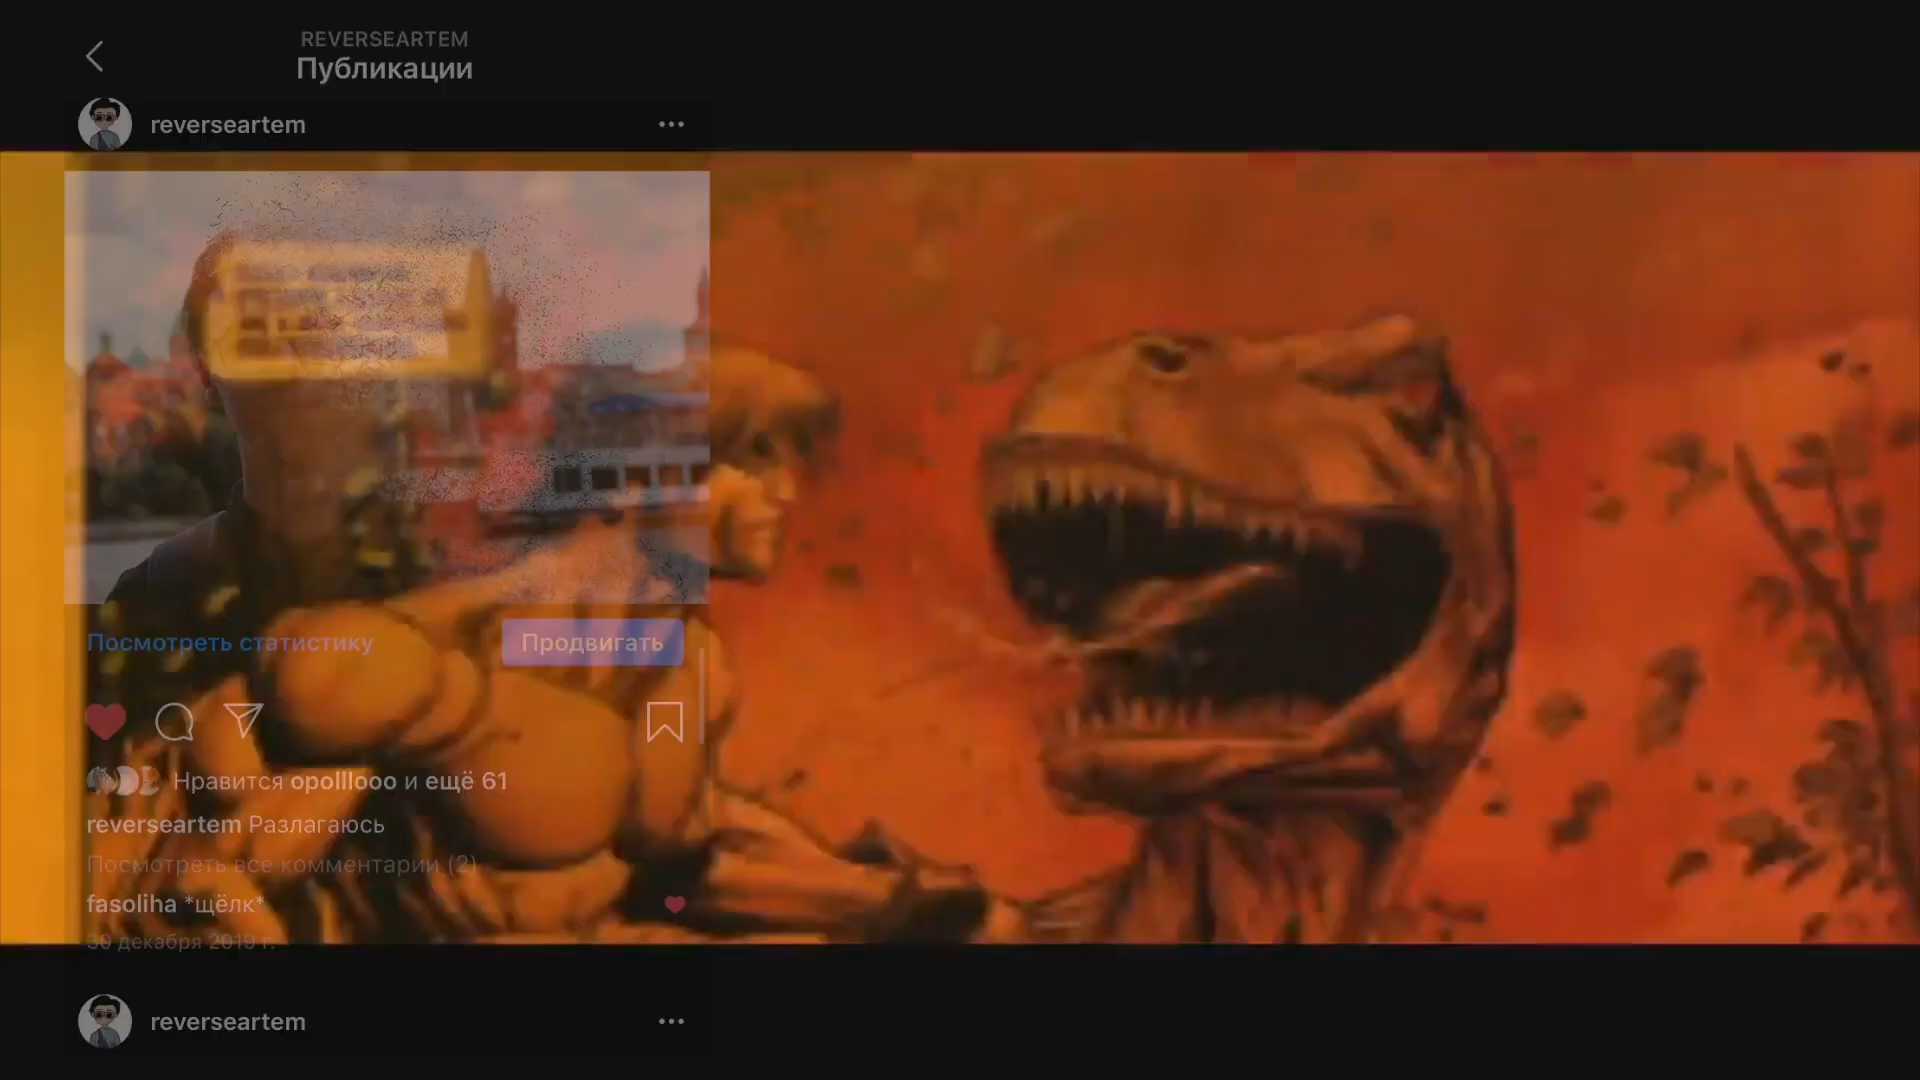 REVERSEARTEM
Публикации
reverseartem
Посмотреть статистику
Продвигать
Нравится opolllooo и ещё 61
reverseartem Разлагаюсь
Посмотреть все комментарии (2)
fasoliha *щёлк*
30 декабря 2019 г.
reverseartem